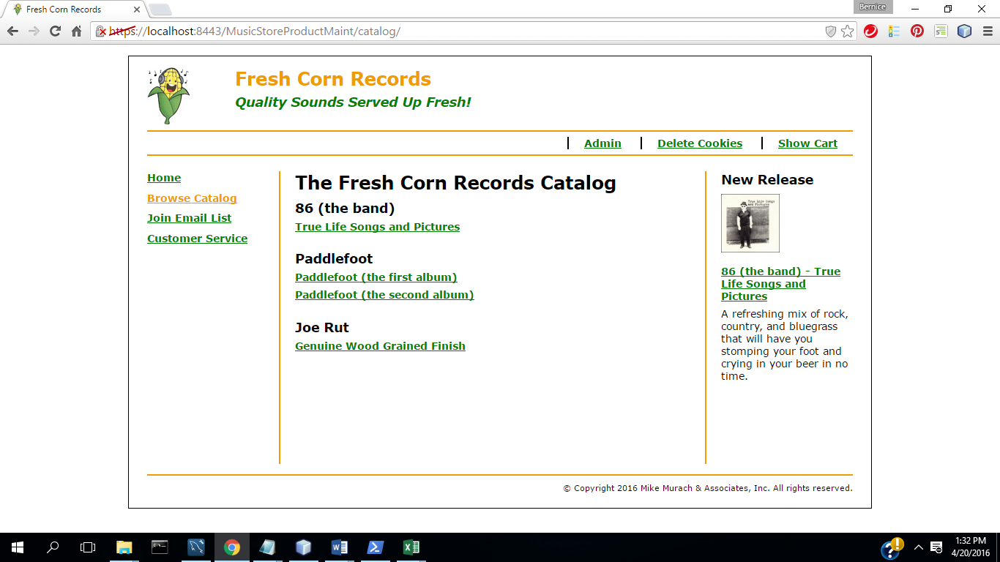 Fresh Corn Records
Bernice
https://localhost:8443/MusicStoreProductMaint/catalog/
Fresh Corn Records
Quality Sounds Served Up Fresh!
Admin
Delete Cookies
Show Cart
Home
Browse Catalog
Join Email List
Customer Service
The Fresh Corn Records Catalog
86 (the band)
True Life Songs and Pictures
Paddlefoot
Paddlefoot (the first album)
Paddlefoot (the second album)
Joe Rut
Genuine Wood Grained Finish
New Release
True Life Songs
and Pictures
86 (the band) - True
Life Songs and
Pictures
A refreshing mix of rock,
country, and bluegrass
that will have you
stomping your foot and
crying in your beer in no
time.
© Copyright 2016 Mike Murach & Associates, Inc. All rights reserved.
1:32 PM
4/20/2016